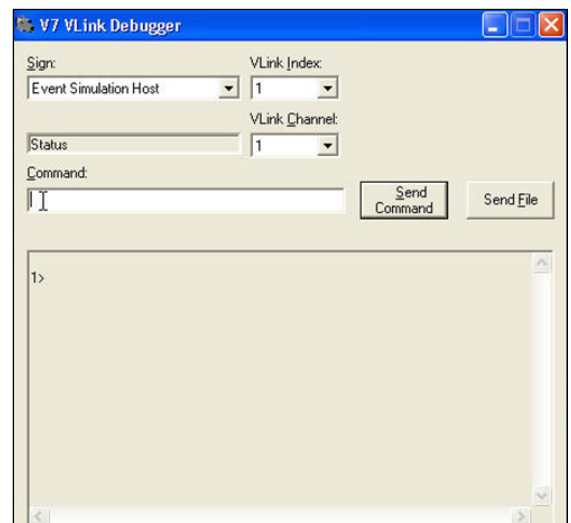 V7 VLink Debugger
Sign:
VLink Index:
Event Simulation Host
1
VLink Channel:
Status
1
Command:
Send Command
Send File
1>